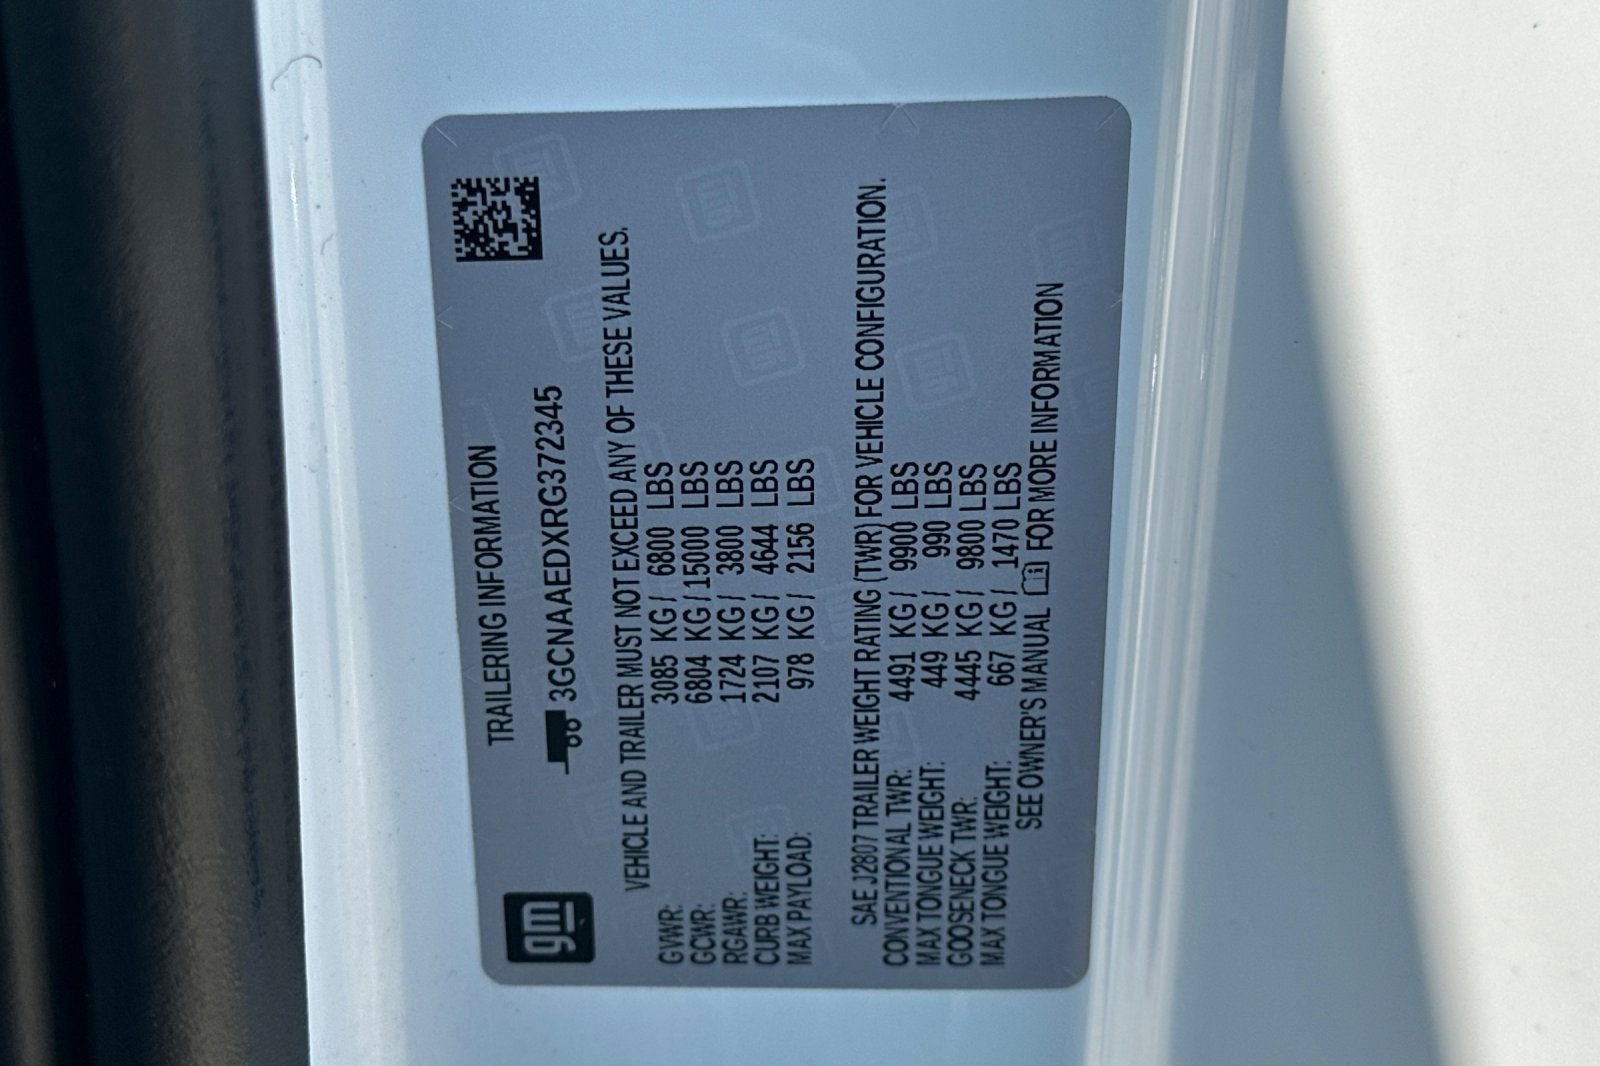 gm
TRAILERING INFORMATION
3GCNAAEDXRG372345
VEHICLE AND TRAILER MUST NOT EXCEED ANY OF THESE VALUES.
GVWR: 3085 KG / 6800 LBS
GCWR: 6804 KG / 15000 LBS
RGAWR: 1724 KG / 3800 LBS
CURB WEIGHT: 2107 KG / 4644 LBS
MAX PAYLOAD: 978 KG / 2156 LBS
SAE J2807 TRAILER WEIGHT RATING (TWR) FOR VEHICLE CONFIGURATION.
CONVENTIONAL TWR: 4491 KG / 9900 LBS
MAX TONGUE WEIGHT: 449 KG / 990 LBS
GOOSENECK TWR: 4445 KG / 9800 LBS
MAX TONGUE WEIGHT: 667 KG / 1470 LBS
SEE OWNER'S MANUAL FOR MORE INFORMATION